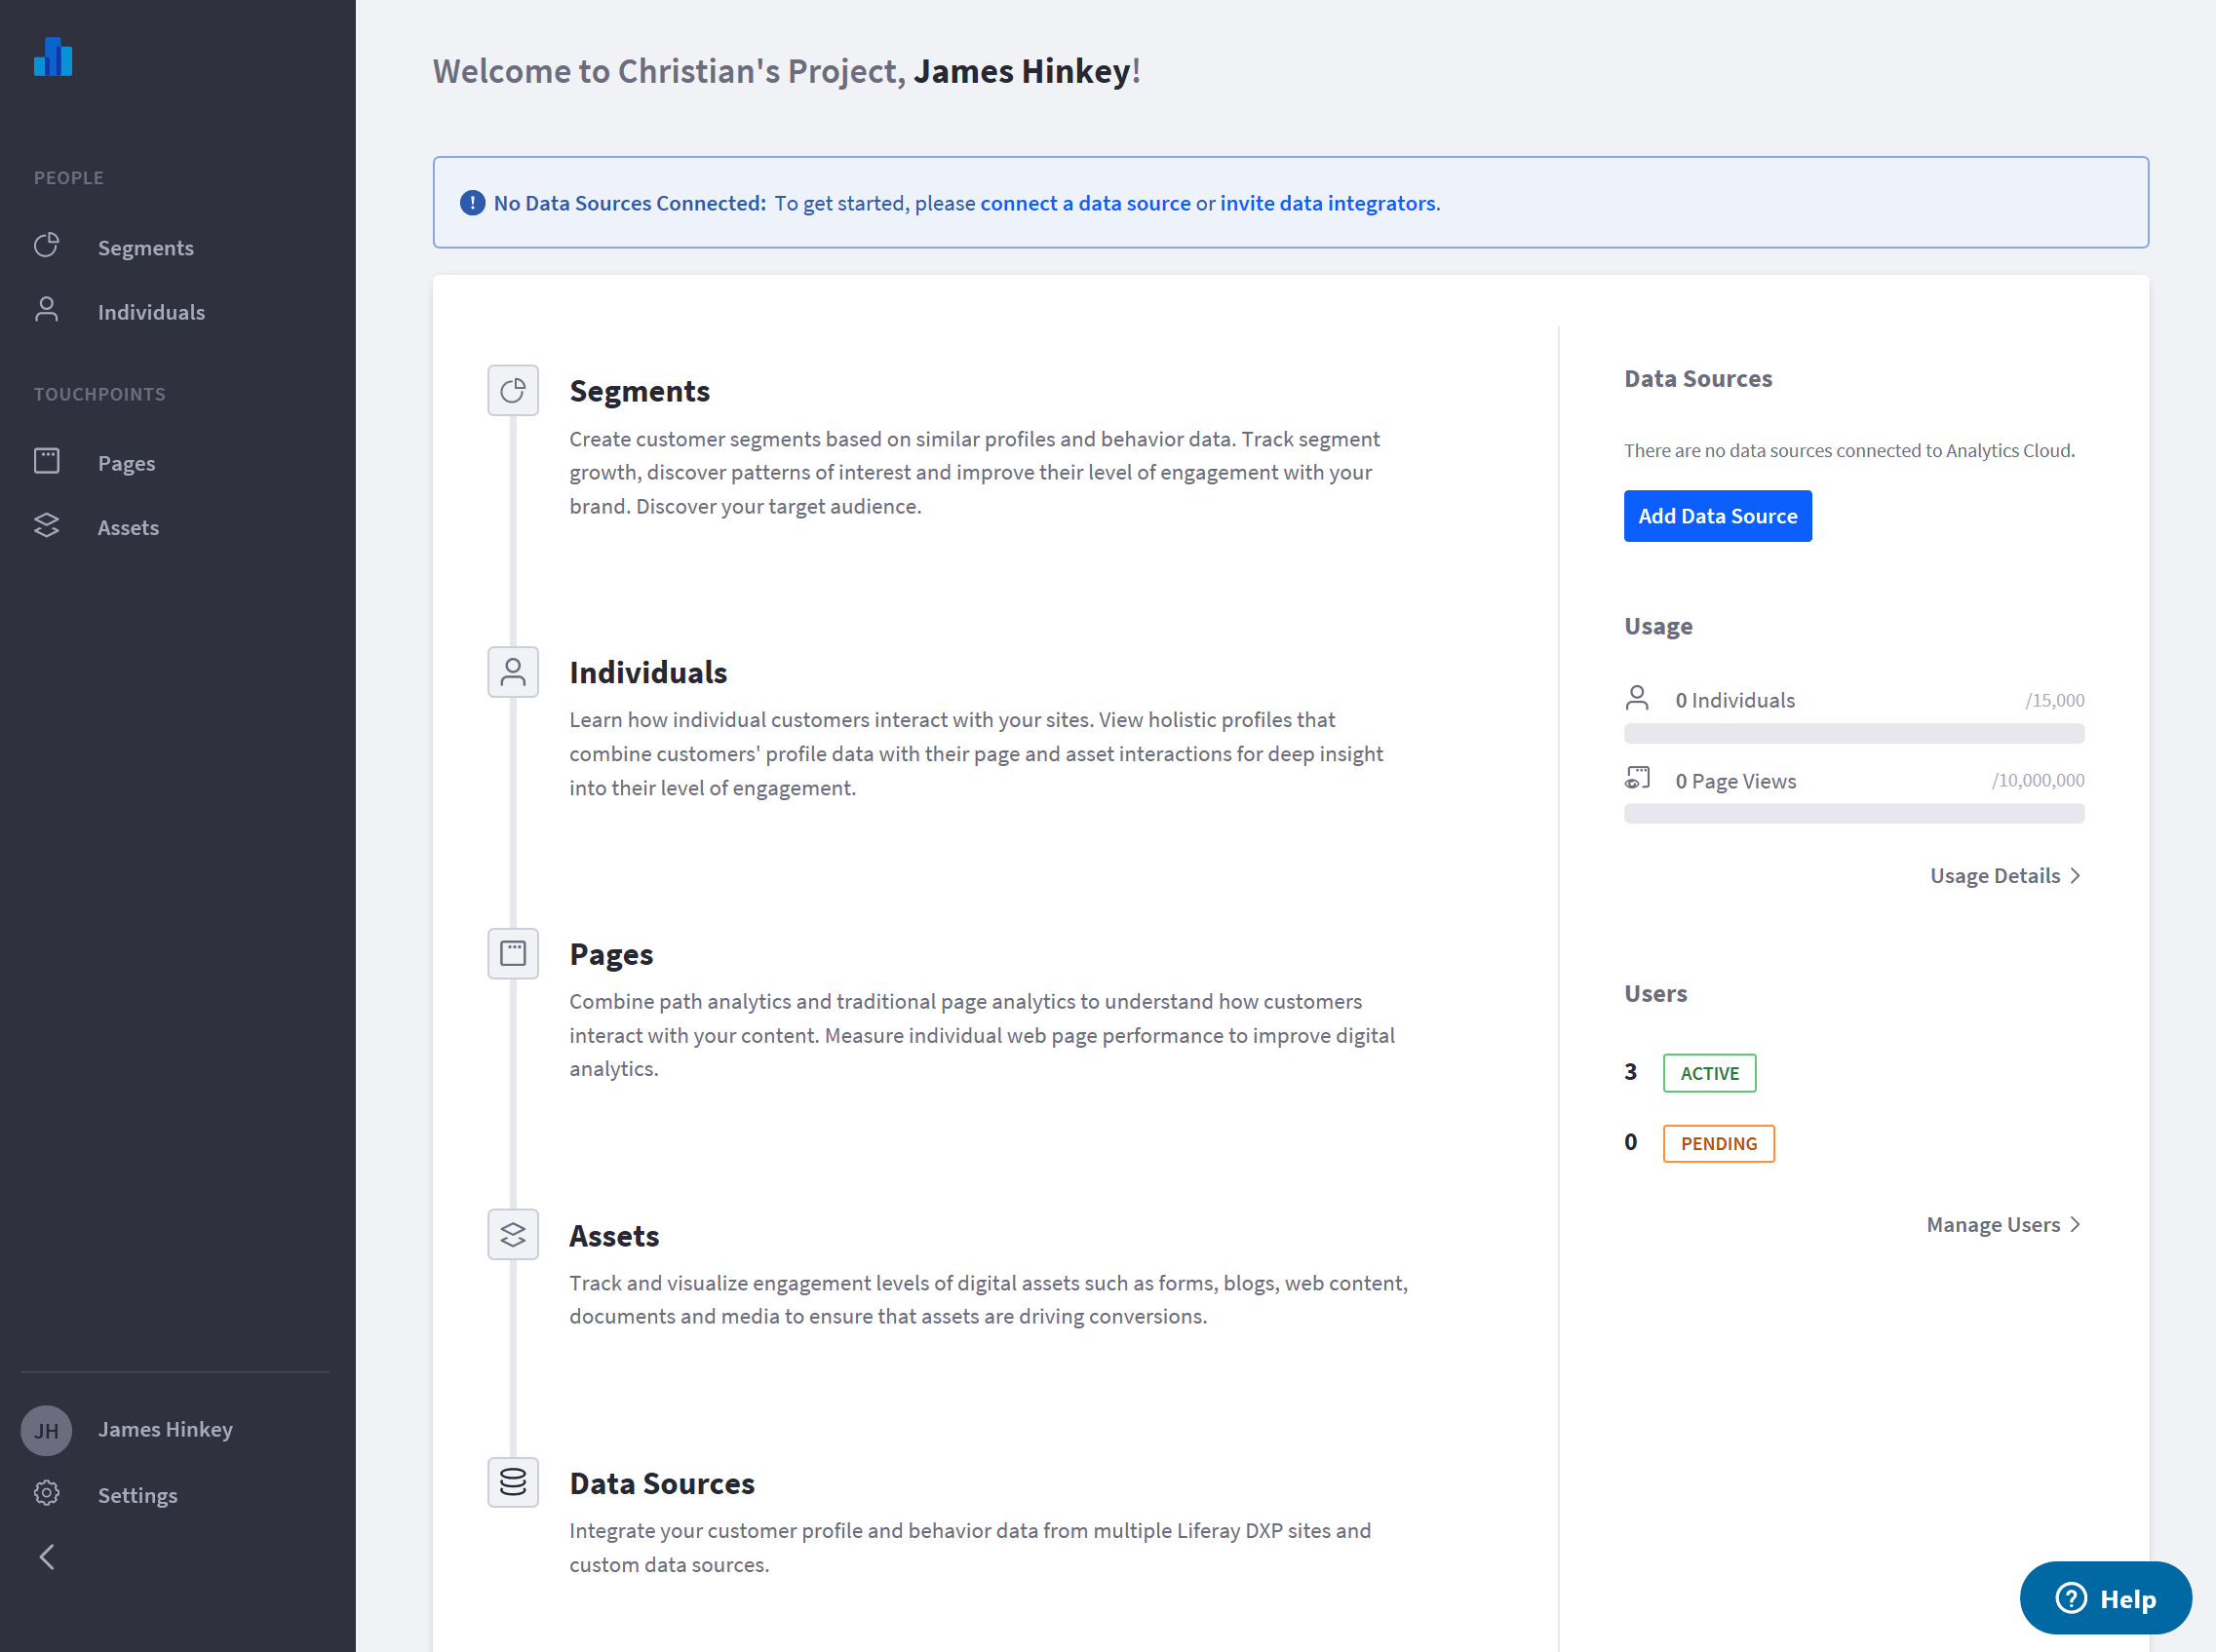 Welcome to Christian's Project, James Hinkey!
PEOPLE
Segments
Individuals
TOUCHPOINTS
Pages
Assets
JH James Hinkey
Settings
No Data Sources Connected: To get started, please connect a data source or invite data integrators.
Segments
Create customer segments based on similar profiles and behavior data. Track segment
growth, discover patterns of interest and improve their level of engagement with your
brand. Discover your target audience.
Individuals
Learn how individual customers interact with your sites. View holistic profiles that
combine customers' profile data with their page and asset interactions for deep insight
into their level of engagement.
Pages
Combine path analytics and traditional page analytics to understand how customers
interact with your content. Measure individual web page performance to improve digital
analytics.
Assets
Track and visualize engagement levels of digital assets such as forms, blogs, web content,
documents and media to ensure that assets are driving conversions.
Data Sources
Integrate your customer profile and behavior data from multiple Liferay DXP sites and
custom data sources.
Data Sources
There are no data sources connected to Analytics Cloud.
Add Data Source
Usage
0 Individuals /15,000
0 Page Views /10,000,000
Usage Details
Users
3 ACTIVE
0 PENDING
Manage Users
Help